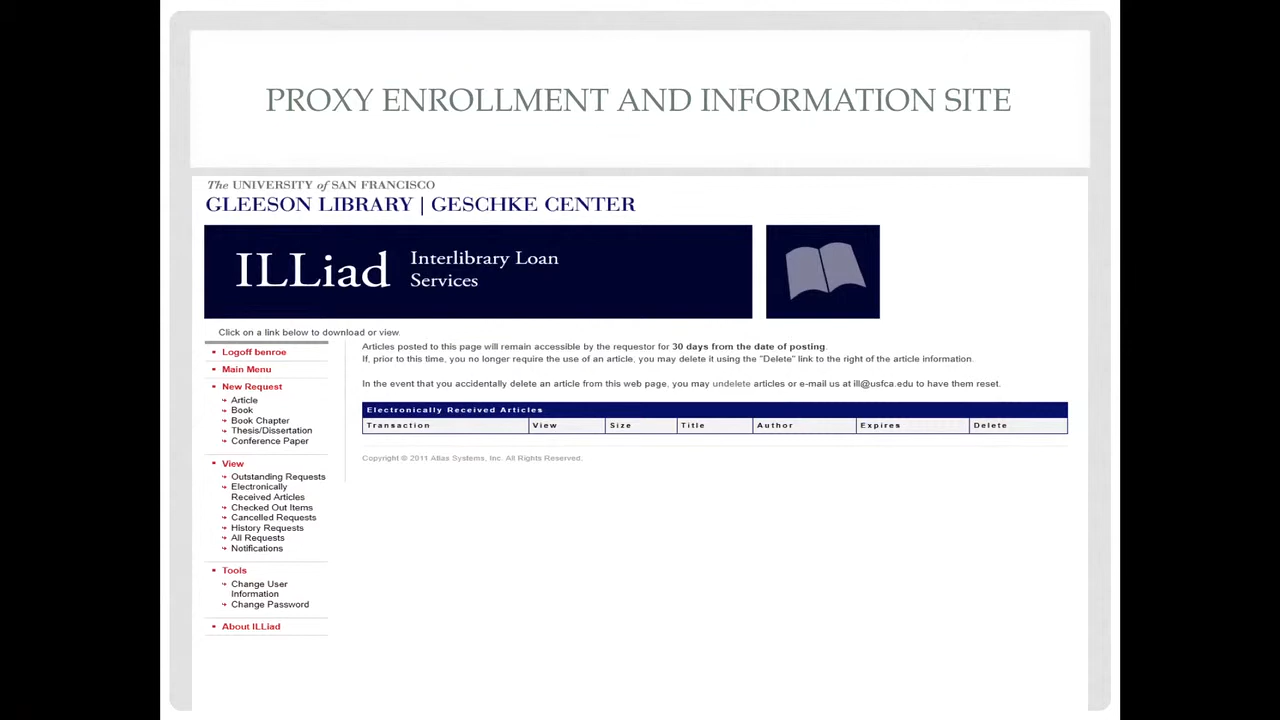 PROXY ENROLLMENT AND INFORMATION SITE
The UNIVERSITY of SAN FRANCISCO
GLEESON LIBRARY | GESCHKE CENTER
ILLiad
Interlibrary Loan
Services
Click on a link below to download or view.
Logoff benroe
Main Menu
New Request
Article
Book
Book Chapter
Thesis/Dissertation
Conference Paper
View
Outstanding Requests
Electronically
Received Articles
Checked Out Items
Cancelled Requests
History Requests
All Requests
Notifications
Tools
Change User
Information
Change Password
About ILLiad
Articles posted to this page will remain accessible by the requestor for 30 days from the date of posting.
If, prior to this time, you no longer require the use of an article, you may delete it using the "Delete" link to the right of the article information.
In the event that you accidentally delete an article from this web page, you may undelete articles or e-mail us at ill@usfca.edu to have them reset.
Electronically Received Articles
Transaction View Size Title Author Expires Delete
Copyright © 2011 Atlas Systems, Inc. All Rights Reserved.